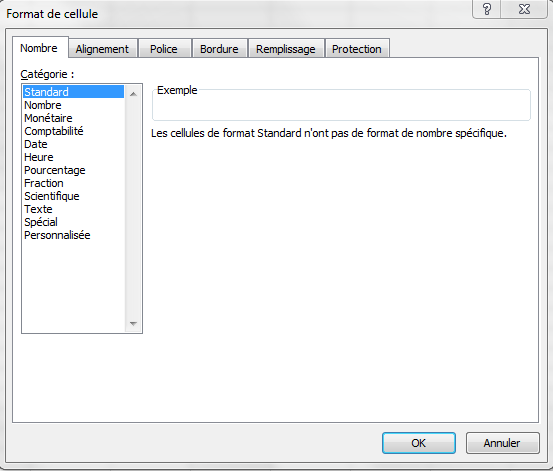 Format de cellule
Nombre Alignement Police Bordure Remplissage Protection
Catégorie :
Standard
Nombre
Monétaire
Comptabilité
Date
Heure
Pourcentage
Fraction
Scientifique
Texte
Spécial
Personnalisée
Exemple
Les cellules de format Standard n'ont pas de format de nombre spécifique.
OK Annuler